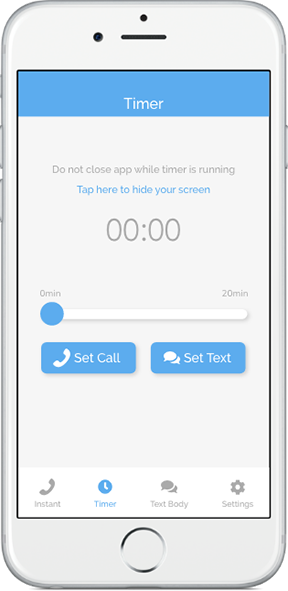 Timer
Do not close app while timer is running
Tap here to hide your screen
00:00
0min 20min
Set Call Set Text
Instant Timer Text Body Settings